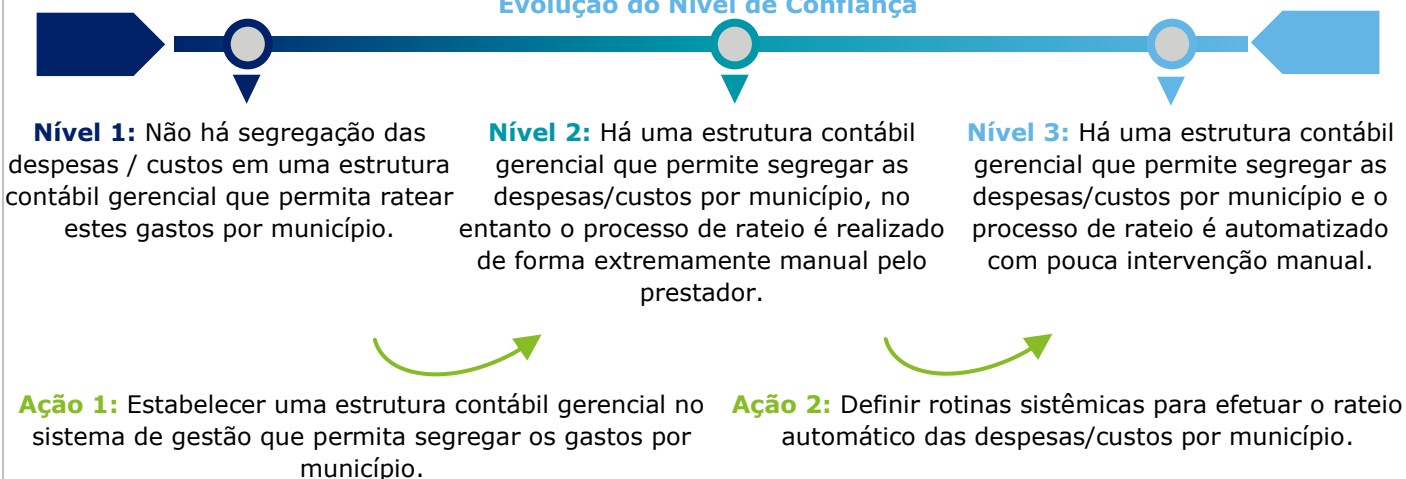 Evolução do Nível de Confiança
Nível 1: Não há segregação das
despesas / custos em uma estrutura
contábil gerencial que permita ratear
estes gastos por município.
Nível 2: Há uma estrutura contábil
gerencial que permite segregar as
despesas/custos por município, no
entanto o processo de rateio é realizado
de forma extremamente manual pelo
prestador.
Nível 3: Há uma estrutura contábil
gerencial que permite segregar as
despesas/custos por município e o
processo de rateio é automatizado
com pouca intervenção manual.
Ação 1: Estabelecer uma estrutura contábil gerencial no
sistema de gestão que permita segregar os gastos por
município.
Ação 2: Definir rotinas sistêmicas para efetuar o rateio
automático das despesas/custos por município.